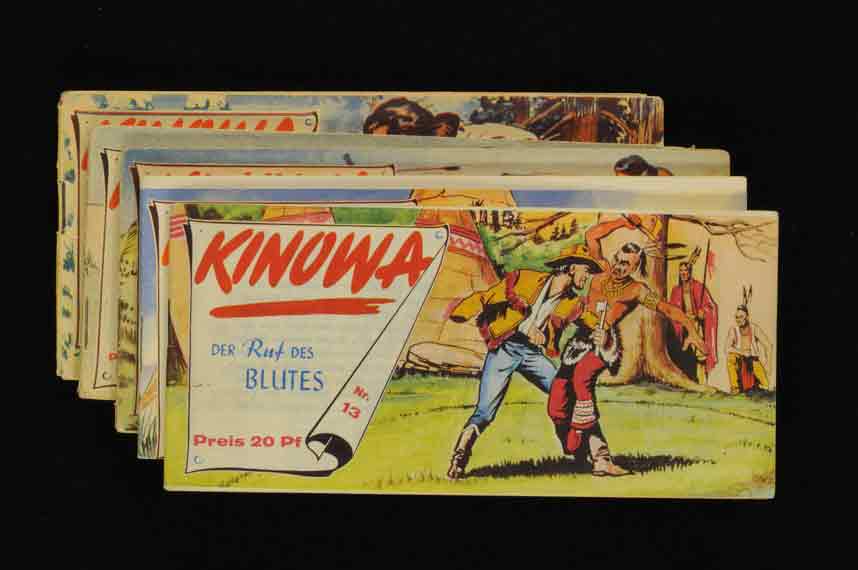 KINOWA
DER Ruf DES
BLUTES
Nr.
13
Preis 20 Pf